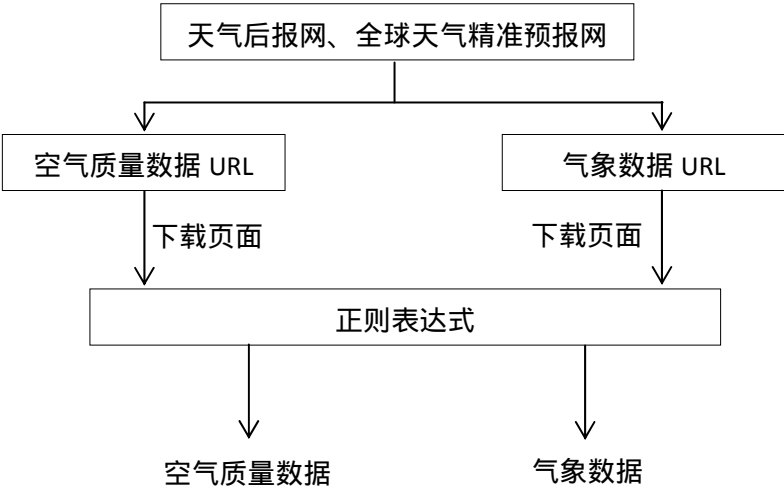 天气后报网、全球天气精准预报网
空气质量数据 URL
气象数据 URL
下载页面
下载页面
正则表达式
空气质量数据
气象数据